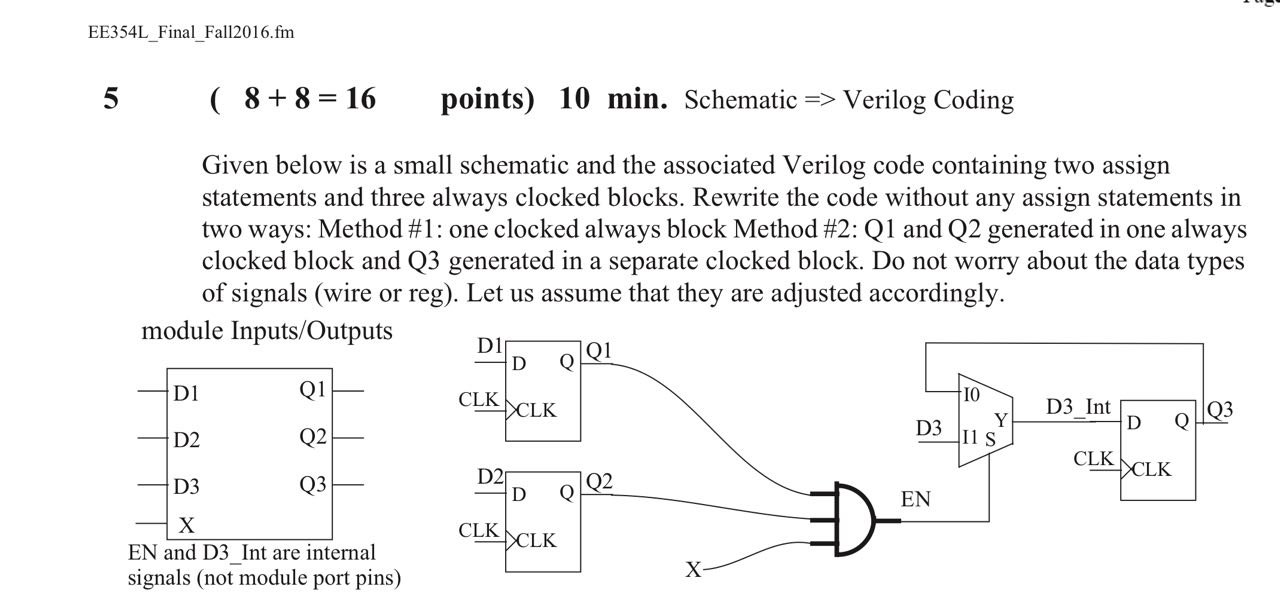 EE354L_Final_Fall2016.fm
5 ( 8 + 8 = 16 points) 10 min. Schematic => Verilog Coding
Given below is a small schematic and the associated Verilog code containing two assign
statements and three always clocked blocks. Rewrite the code without any assign statements in
two ways: Method #1: one clocked always block Method #2: Q1 and Q2 generated in one always
clocked block and Q3 generated in a separate clocked block. Do not worry about the data types
of signals (wire or reg). Let us assume that they are adjusted accordingly.
module Inputs/Outputs
D1 Q1
D2 Q2
D3 Q3
X
EN and D3_Int are internal
signals (not module port pins)
D1 D Q Q1
CLK CLK
D2 D Q Q2
CLK CLK
X
EN
I0
D3 I1 S Y
D3_Int D Q Q3
CLK CLK